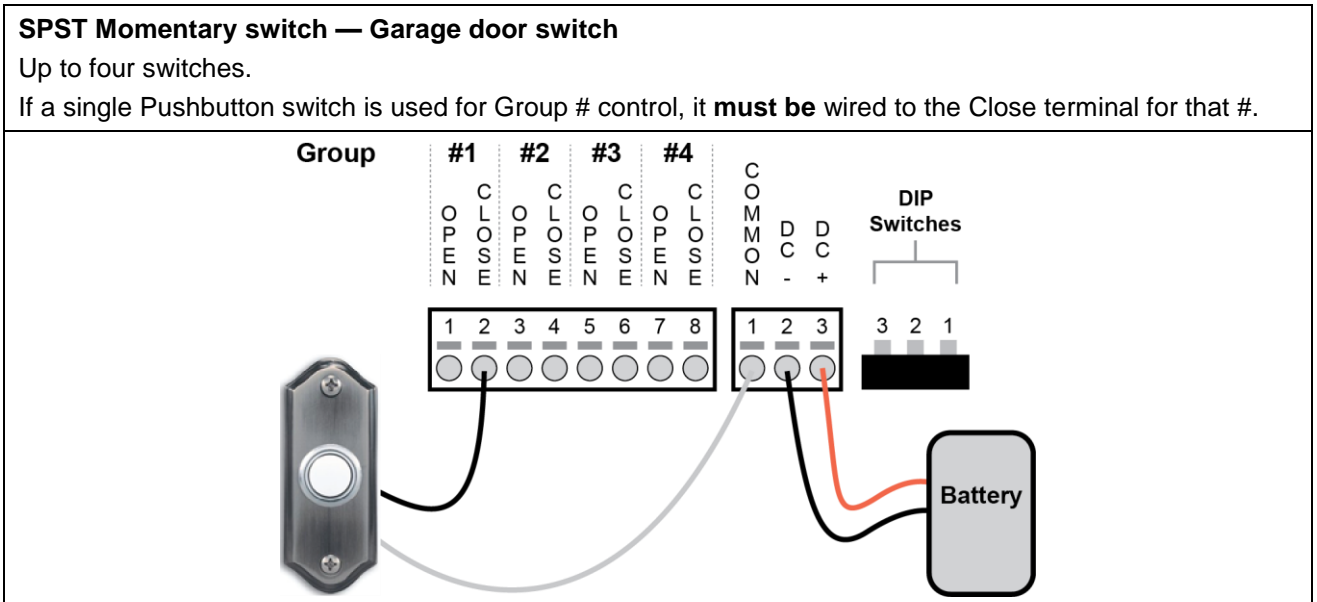 SPST Momentary switch — Garage door switch
Up to four switches.
If a single Pushbutton switch is used for Group # control, it must be wired to the Close terminal for that #.
Group #1 #2 #3 #4
OPEN CLOSE OPEN CLOSE OPEN CLOSE OPEN CLOSE COMMON DC - DC +
DIP
Switches
1 2 3 4 5 6 7 8 1 2 3 3 2 1
Battery